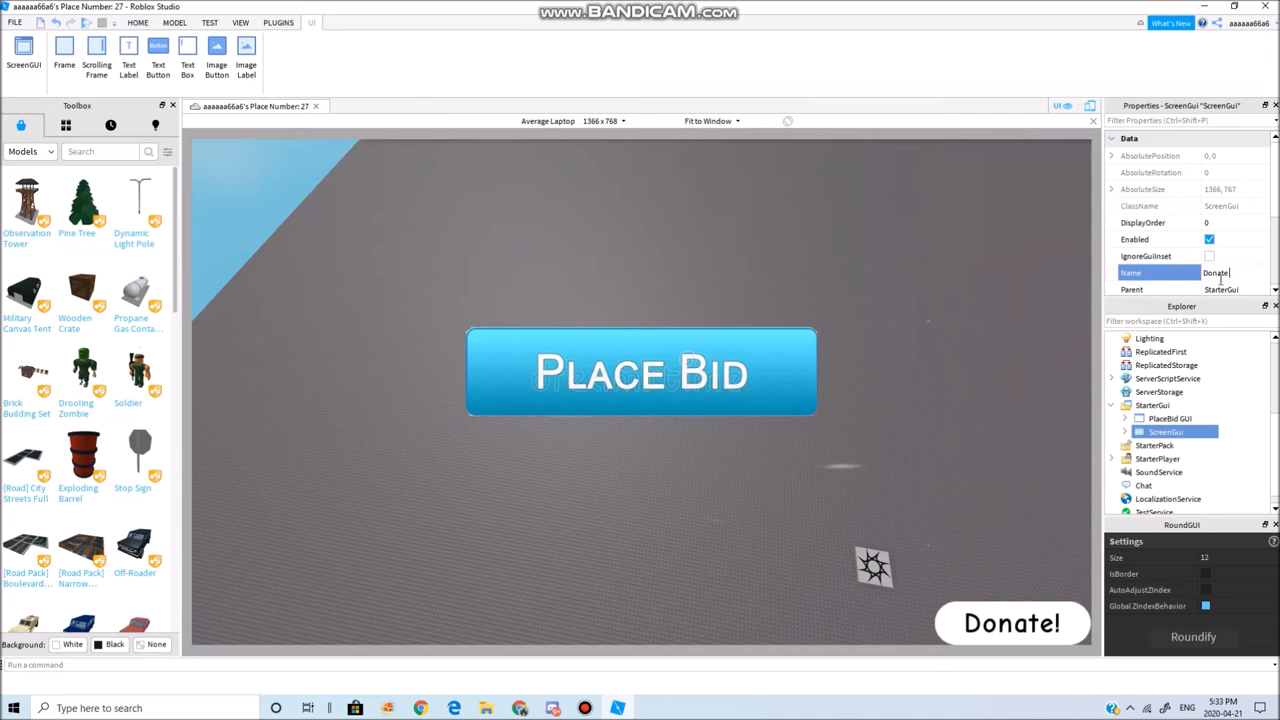 aaaaaa66a6's Place Number: 27 - Roblox Studio
www.BANDICAM.com
FILE HOME MODEL TEST VIEW PLUGINS UI
What's New aaaaaa66a6
ScreenGUI Frame Scrolling Frame Text Label Text Button Text Box Image Button Image Label
Toolbox
aaaaaa66a6's Place Number: 27
UI
Average Laptop 1366 x 768 Fit to Window
Models Search
Observation Tower
Pine Tree
Dynamic Light Pole
Military Canvas Tent
Wooden Crate
Propane Gas Conta...
Brick Building Set
Drooling Zombie
Soldier
[Road] City Streets Full
Exploding Barrel
Stop Sign
[Road Pack] Boulevard...
[Road Pack] Narrow...
Off-Roader
Background: White Black None
Run a command
PLACE BID
Donate!
Properties - ScreenGui "ScreenGui"
Filter Properties (Ctrl+Shift+P)
Data
AbsolutePosition 0, 0
AbsoluteRotation 0
AbsoluteSize 1366, 767
ClassName ScreenGui
DisplayOrder 0
Enabled
IgnoreGuiInset
Name Donate
Parent StarterGui
Explorer
Filter workspace (Ctrl+Shift+X)
Lighting
ReplicatedFirst
ReplicatedStorage
ServerScriptService
ServerStorage
StarterGui
PlaceBid GUI
ScreenGui
StarterPack
StarterPlayer
SoundService
Chat
LocalizationService
TestService
RoundGUI
Settings
Size 12
IsBorder
AutoAdjustZIndex
Global ZIndexBehavior
Roundify
Type here to search
ENG
5:33 PM
2020-04-21